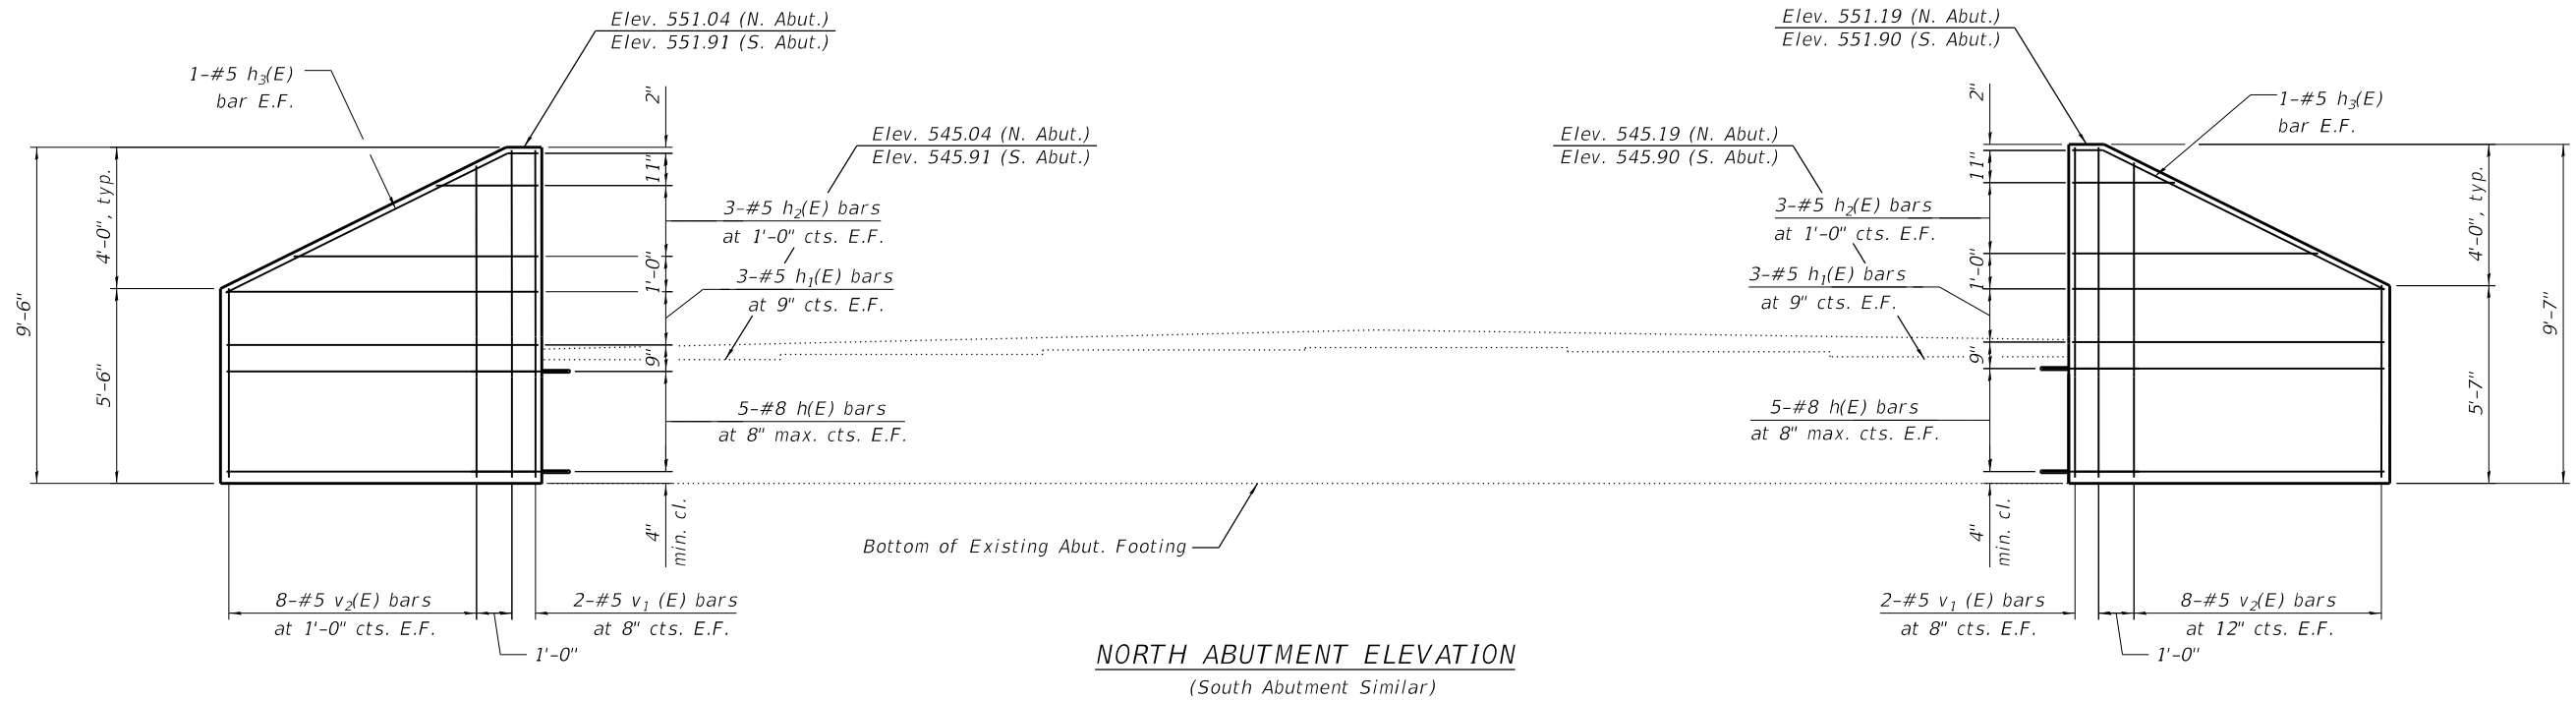 Elev. 551.04 (N. Abut.)
Elev. 551.91 (S. Abut.)
1-#5 h3(E)
bar E.F.
2"
11"
Elev. 545.04 (N. Abut.)
Elev. 545.91 (S. Abut.)
4'-0", typ.
9'-6"
5'-6"
3-#5 h2(E) bars
at 1'-0" cts. E.F.
1'-0"
3-#5 h1(E) bars
at 9" cts. E.F.
9"
5-#8 h(E) bars
at 8" max. cts. E.F.
4"
min. cl.
8-#5 v2(E) bars
at 1'-0" cts. E.F.
2-#5 v1 (E) bars
at 8" cts. E.F.
1'-0"
Bottom of Existing Abut. Footing
Elev. 551.19 (N. Abut.)
Elev. 551.90 (S. Abut.)
2"
11"
1-#5 h3(E)
bar E.F.
Elev. 545.19 (N. Abut.)
Elev. 545.90 (S. Abut.)
3-#5 h2(E) bars
at 1'-0" cts. E.F.
1'-0"
3-#5 h1(E) bars
at 9" cts. E.F.
9"
5-#8 h(E) bars
at 8" max. cts. E.F.
4"
min. cl.
4'-0", typ.
9'-7"
5'-7"
2-#5 v1 (E) bars
at 8" cts. E.F.
8-#5 v2(E) bars
at 12" cts. E.F.
1'-0"
NORTH ABUTMENT ELEVATION
(South Abutment Similar)